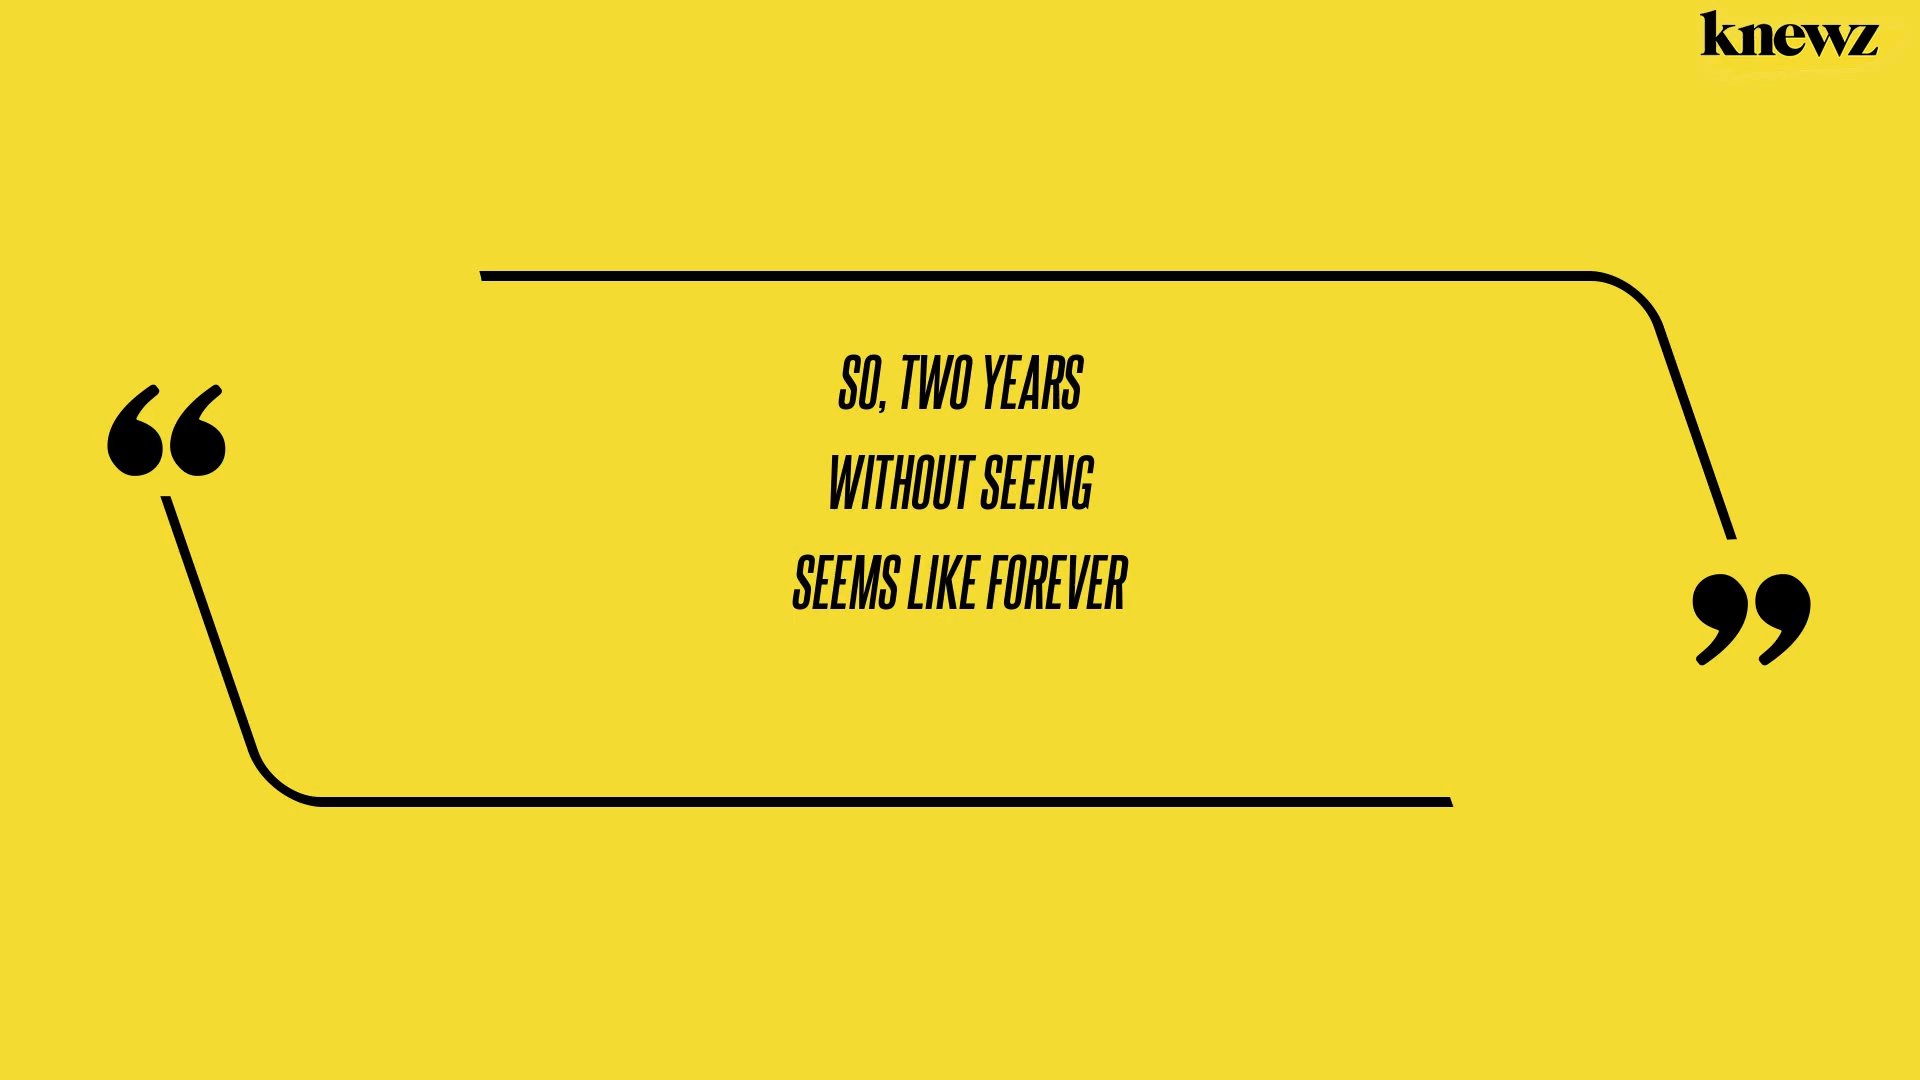 knewz
“
SO, TWO YEARS
WITHOUT SEEING
SEEMS LIKE FOREVER
”